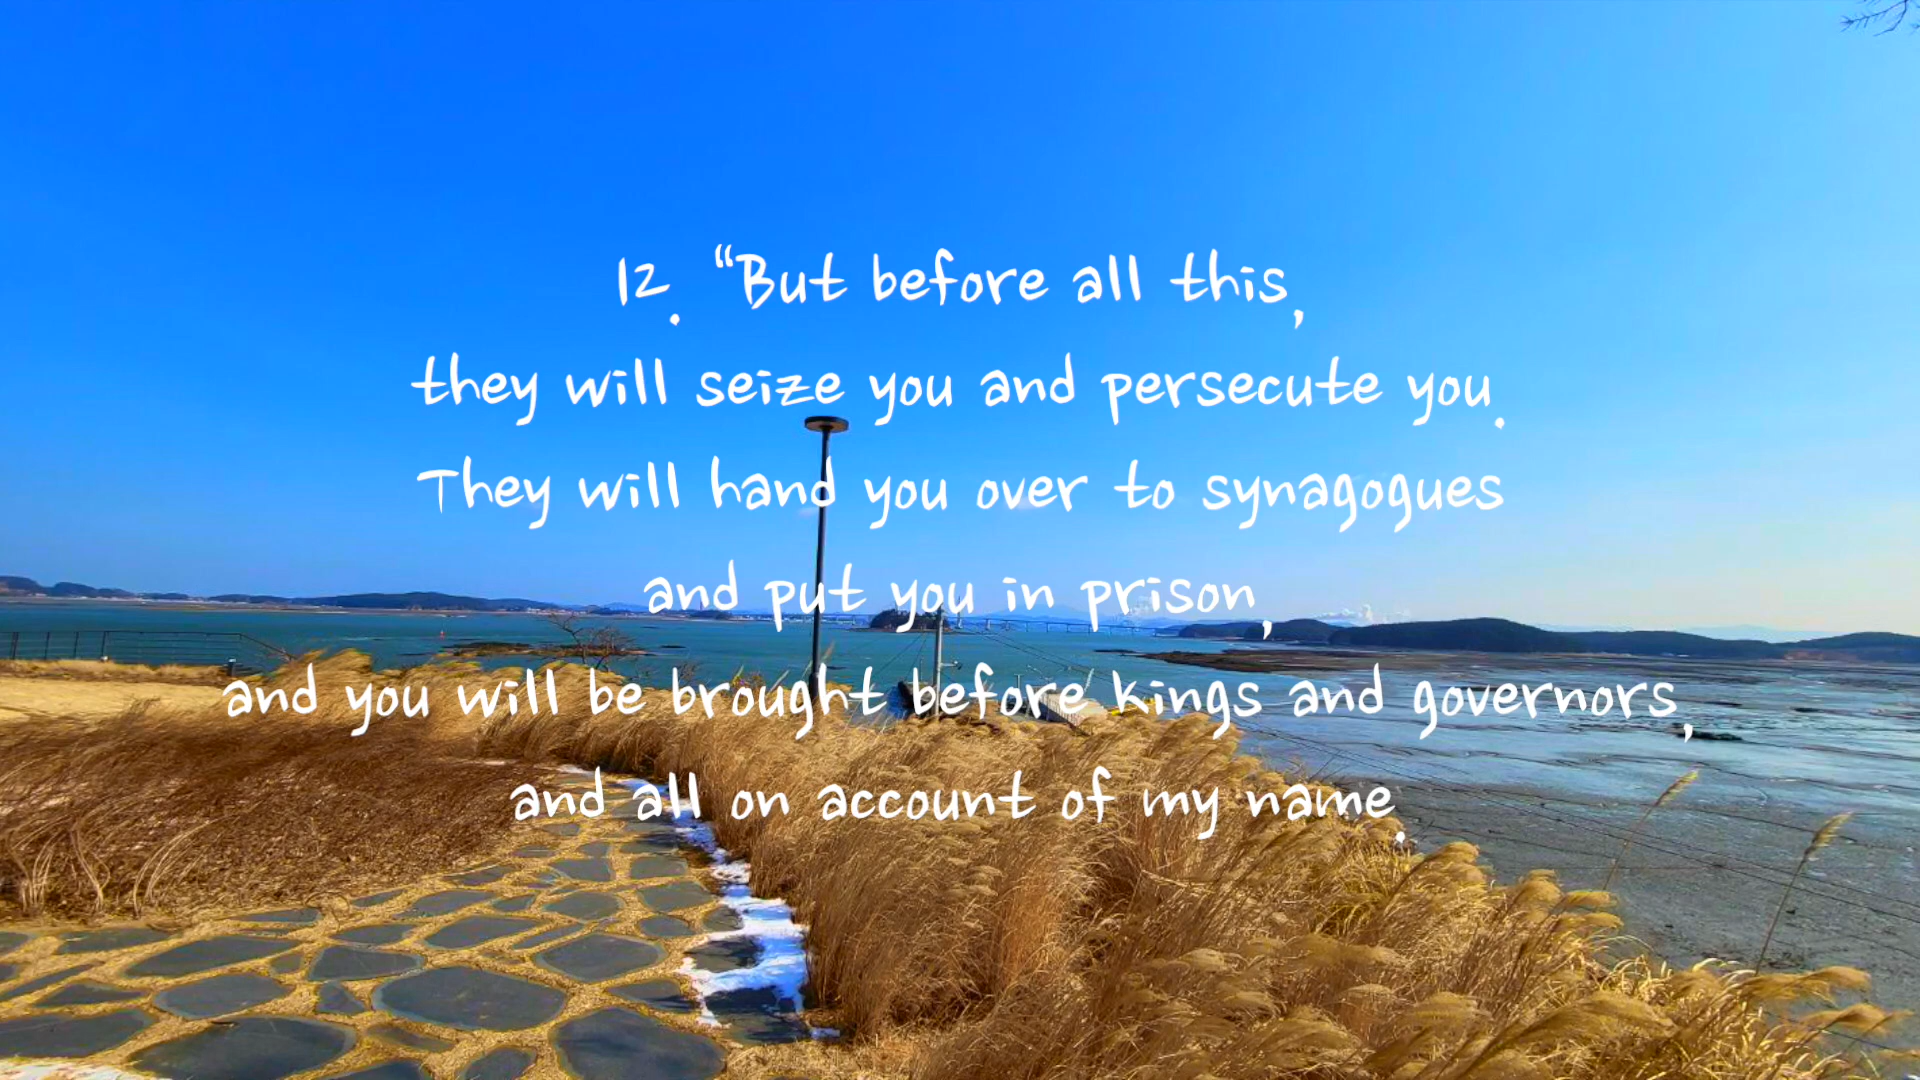 12. “But before all this,
they will seize you and persecute you.
They will hand you over to synagogues
and put you in prison,
and you will be brought before kings and governors,
and all on account of my name.